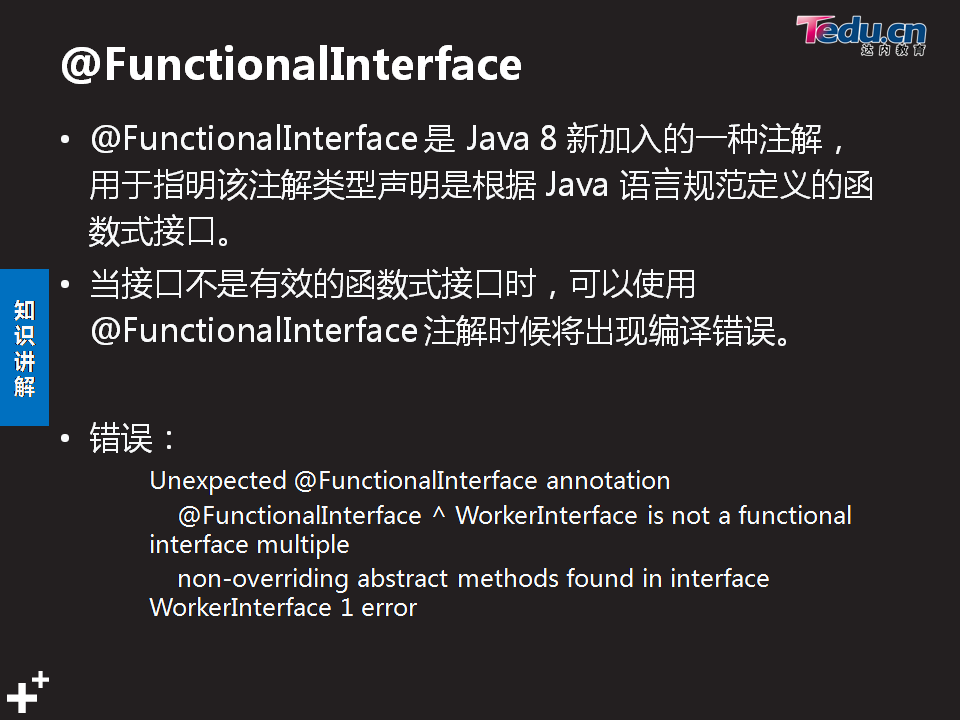 Tedu.cn
达内教育
@FunctionalInterface
• @FunctionalInterface 是 Java 8 新加入的一种注解，
用于指明该注解类型声明是根据 Java 语言规范定义的函
数式接口。
• 当接口不是有效的函数式接口时，可以使用
@FunctionalInterface 注解时候将出现编译错误。
知识讲解
• 错误：
Unexpected @FunctionalInterface annotation
@FunctionalInterface ^ WorkerInterface is not a functional
interface multiple
non-overriding abstract methods found in interface
WorkerInterface 1 error